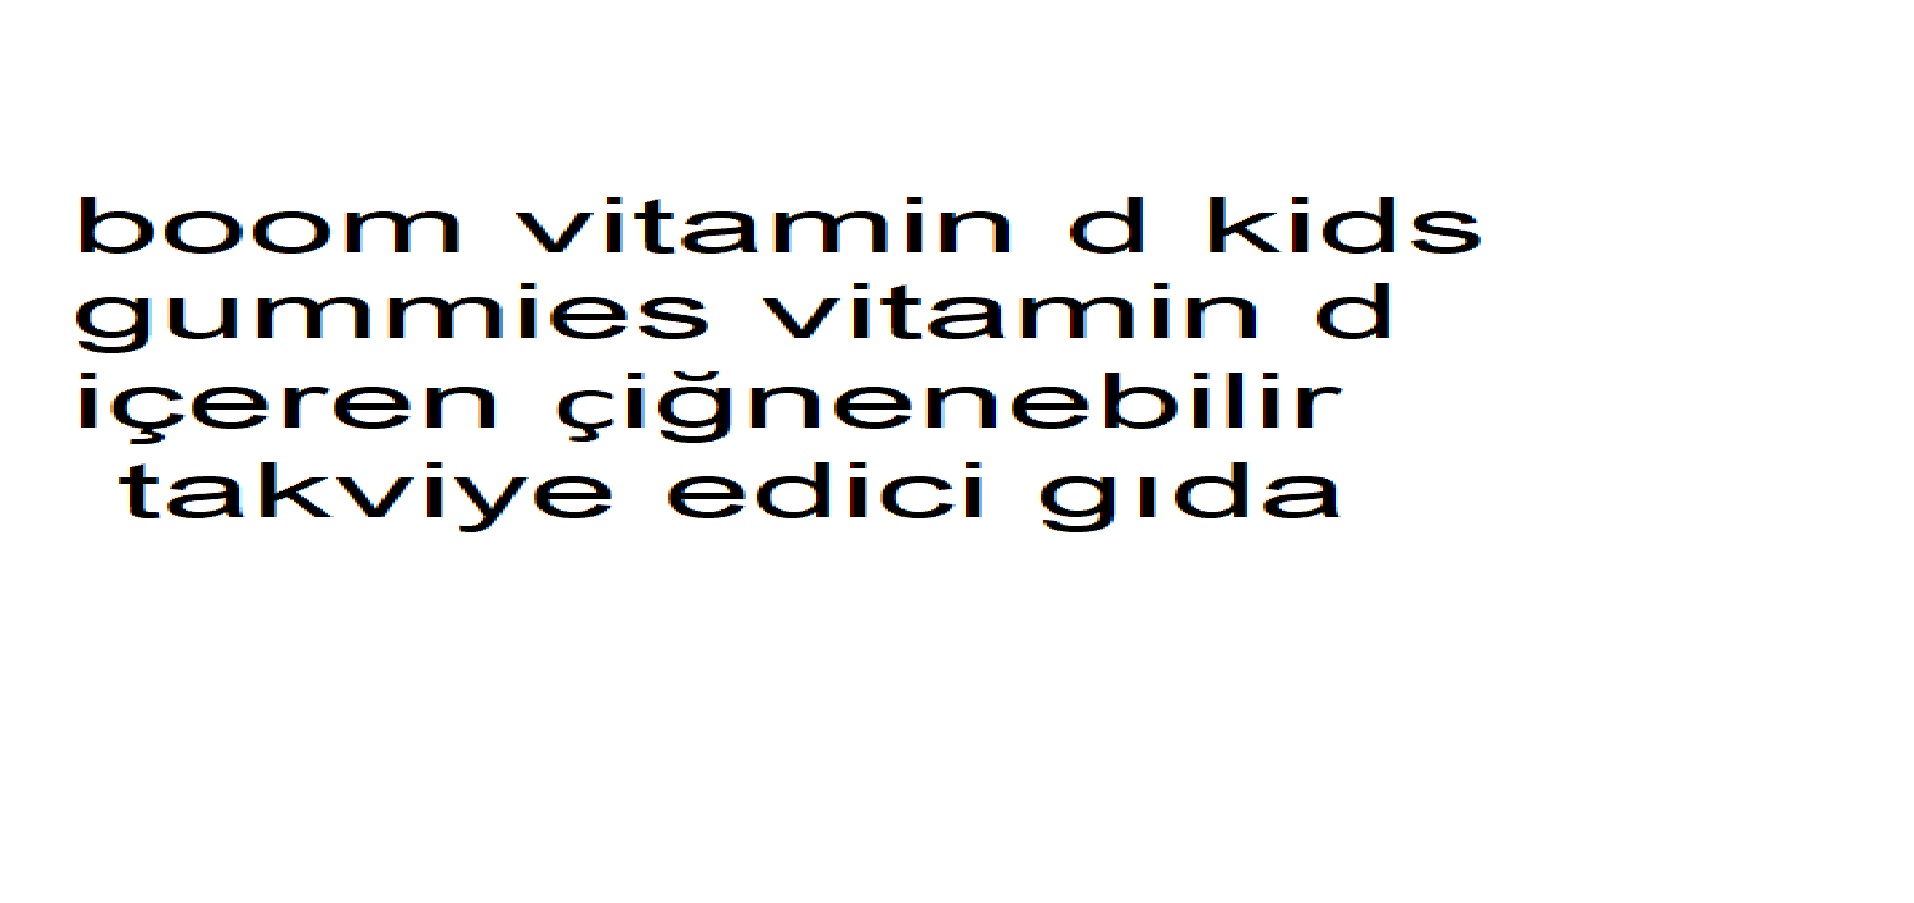 boom vitamin d kids
gummies vitamin d
içeren çiğnenebilir
takviye edici gıda